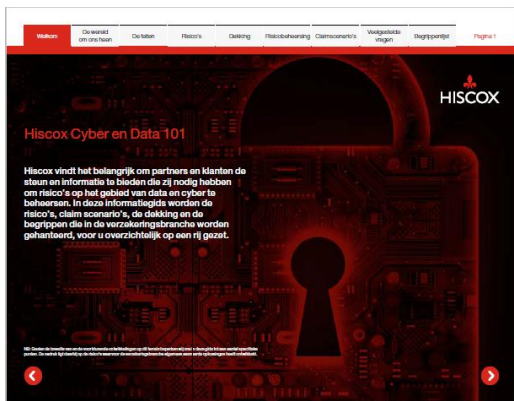 Welkom
De wereld
om ons heen
De feiten
Risico's
Dekking
Risicobeheersing
Claimscenario's
Veelgestelde
vragen
Begrippenlijst
Pagina 1
HISCOX
Hiscox Cyber en Data 101
Hiscox vindt het belangrijk om partners en klanten de
steun en informatie te bieden die zij nodig hebben
om risico's op het gebied van data en cyber te
beheersen. In deze informatiegids worden de
risico's, claim scenario's, de dekking en de
begrippen die in de verzekeringsbranche worden
gehanteerd, voor u overzichtelijk op een rij gezet.